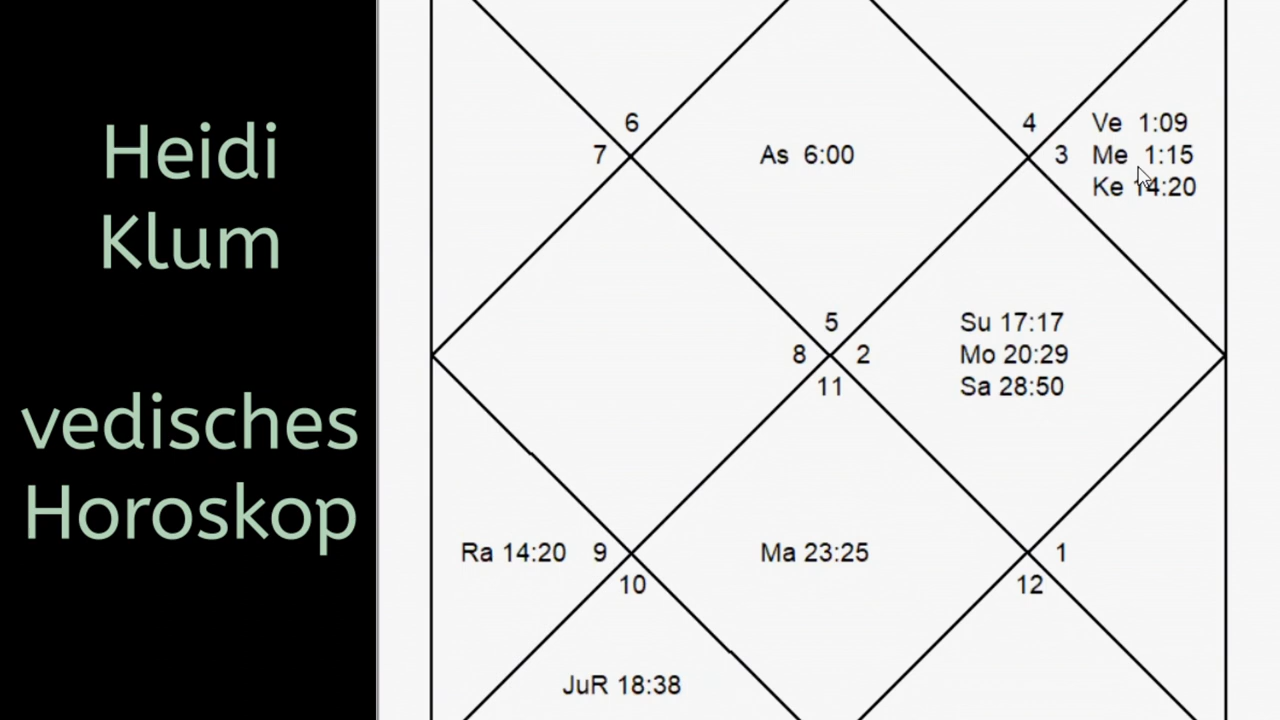 Heidi
Klum
vedisches
Horoskop
6
7
As 6:00
4
3
Ve 1:09
Me 1:15
Ke 14:20
5
8
2
11
Su 17:17
Mo 20:29
Sa 28:50
Ra 14:20
9
10
Ma 23:25
1
12
JuR 18:38